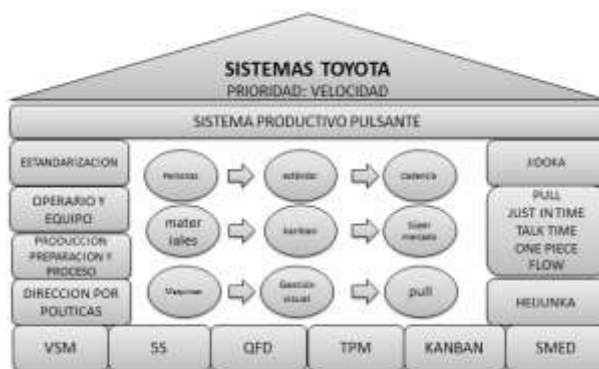 SISTEMAS TOYOTA
PRIORIDAD: VELOCIDAD
SISTEMA PRODUCTIVO PULSANTE
ESTANDARIZACION
OPERARIO Y
EQUIPO
PRODUCCION
PREPARACION Y
PROCESO
DIRECCION POR
POLITICAS
Personas
estándar
Cadencia
mater
iales
kanban
Súper
mercado
Maquinas
Gestión
visual
pull
JIDOKA
PULL
JUST IN TIME
TALK TIME
ONE PIECE
FLOW
HEIJUNKA
VSM
5S
QFD
TPM
KANBAN
SMED